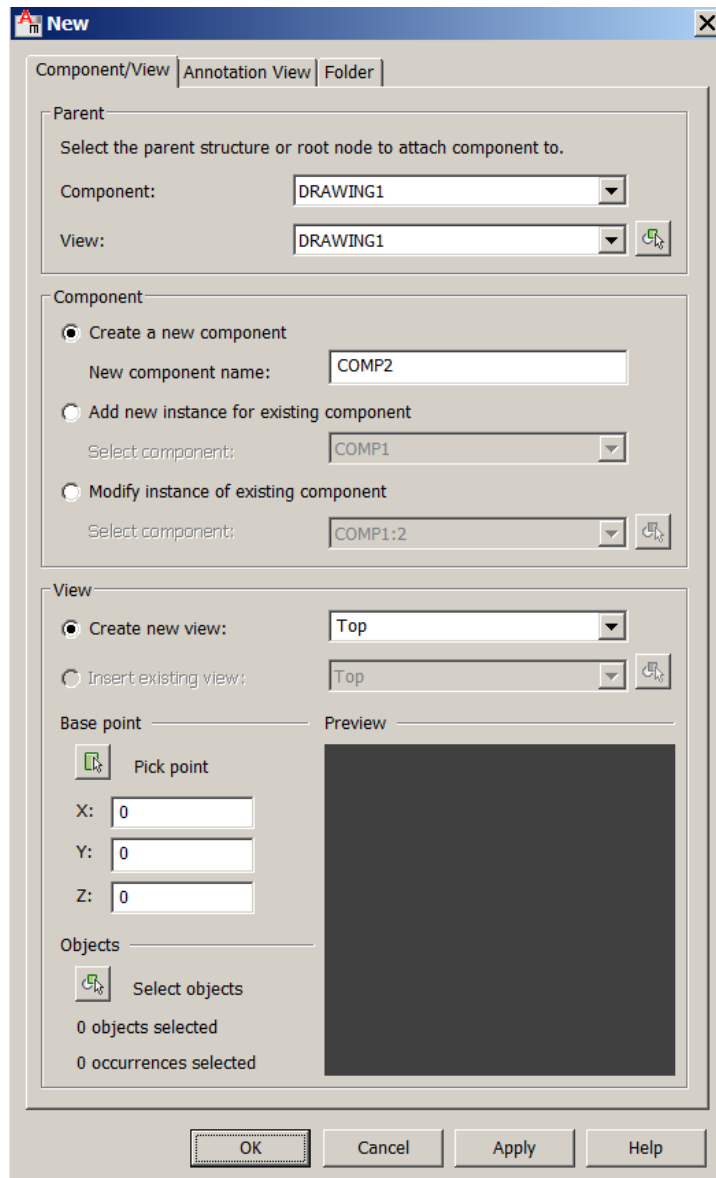 New
Component/View Annotation View Folder
Parent
Select the parent structure or root node to attach component to.
Component: DRAWING1
View: DRAWING1
Component
Create a new component
New component name: COMP2
Add new instance for existing component
Select component: COMP1
Modify instance of existing component
Select component: COMP1:2
View
Create new view: Top
Insert existing view: Top
Base point Preview
Pick point
X: 0
Y: 0
Z: 0
Objects
Select objects
0 objects selected
0 occurrences selected
OK Cancel Apply Help